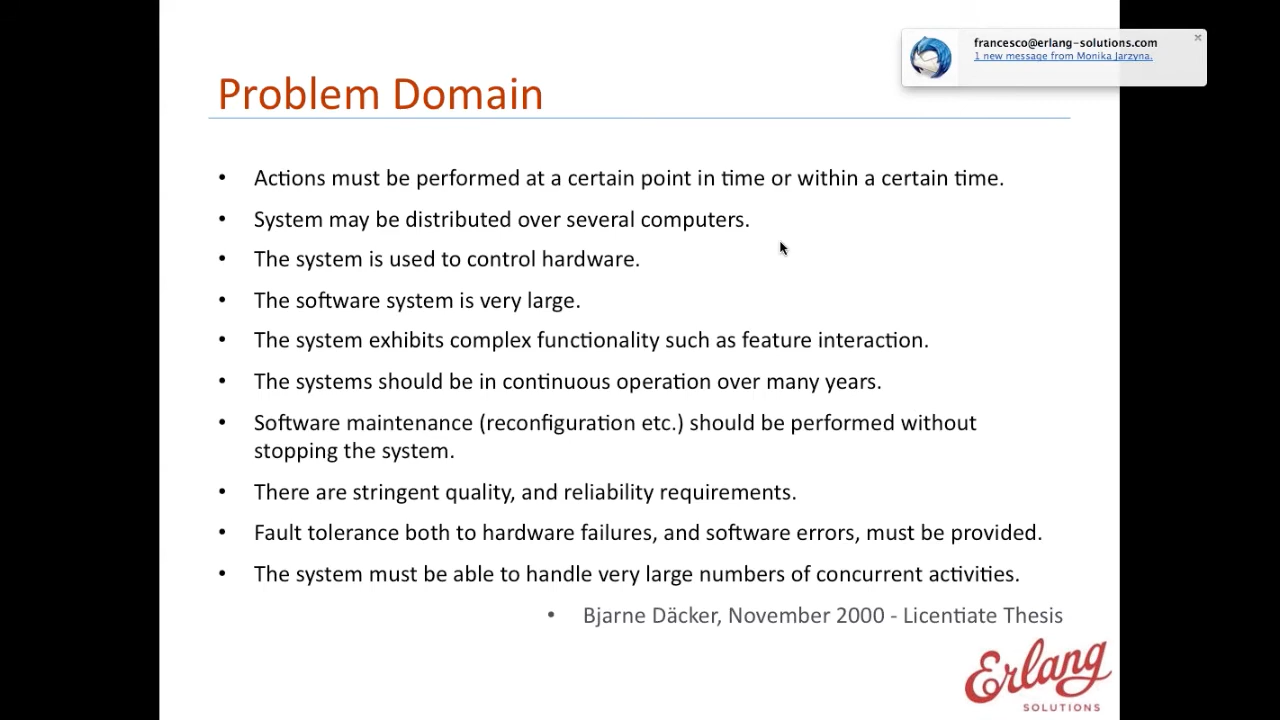 francesco@erlang-solutions.com
1 new message from Monika Jarzyna.
Problem Domain
• Actions must be performed at a certain point in time or within a certain time.
• System may be distributed over several computers.
• The system is used to control hardware.
• The software system is very large.
• The system exhibits complex functionality such as feature interaction.
• The systems should be in continuous operation over many years.
• Software maintenance (reconfiguration etc.) should be performed without
stopping the system.
• There are stringent quality, and reliability requirements.
• Fault tolerance both to hardware failures, and software errors, must be provided.
• The system must be able to handle very large numbers of concurrent activities.
• Bjarne Däcker, November 2000 - Licentiate Thesis
Erlang
SOLUTIONS